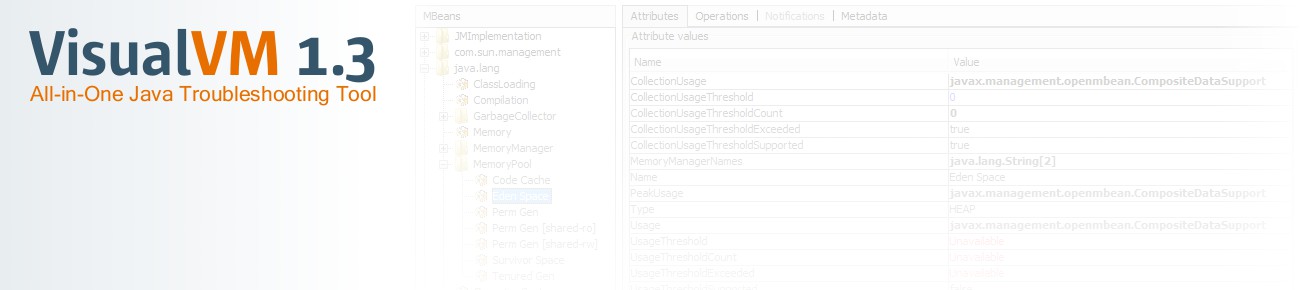 VisualVM 1.3
All-in-One Java Troubleshooting Tool
MBeans
JMImplementation
com.sun.management
java.lang
ClassLoading
Compilation
GarbageCollector
Memory
MemoryManager
MemoryPool
Code Cache
Eden Space
Perm Gen
Perm Gen [shared-ro]
Perm Gen [shared-rw]
Survivor Space
Tenured Gen
Attributes Operations Notifications Metadata
Attribute values
Name Value
CollectionUsage javax.management.openmbean.CompositeDataSupport
CollectionUsageThreshold 0
CollectionUsageThresholdCount 0
CollectionUsageThresholdExceeded true
CollectionUsageThresholdSupported true
MemoryManagerNames java.lang.String[2]
Name Eden Space
PeakUsage javax.management.openmbean.CompositeDataSupport
Type HEAP
Usage javax.management.openmbean.CompositeDataSupport
UsageThreshold unavailable
UsageThresholdCount unavailable
UsageThresholdExceeded unavailable
UsageThresholdSupported false